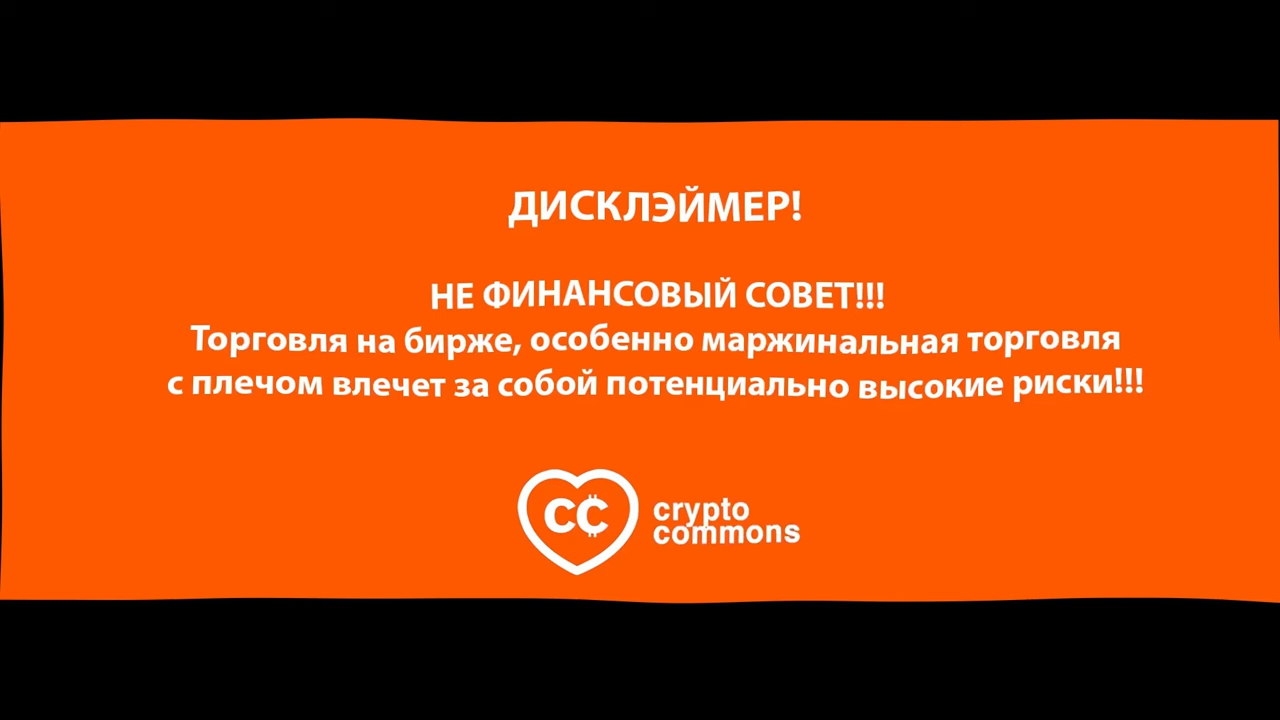 ДИСКЛЭЙМЕР!
НЕ ФИНАНСОВЫЙ СОВЕТ!!!
Торговля на бирже, особенно маржинальная торговля
с плечом влечет за собой потенциально высокие риски!!!
CC
crypto
commons